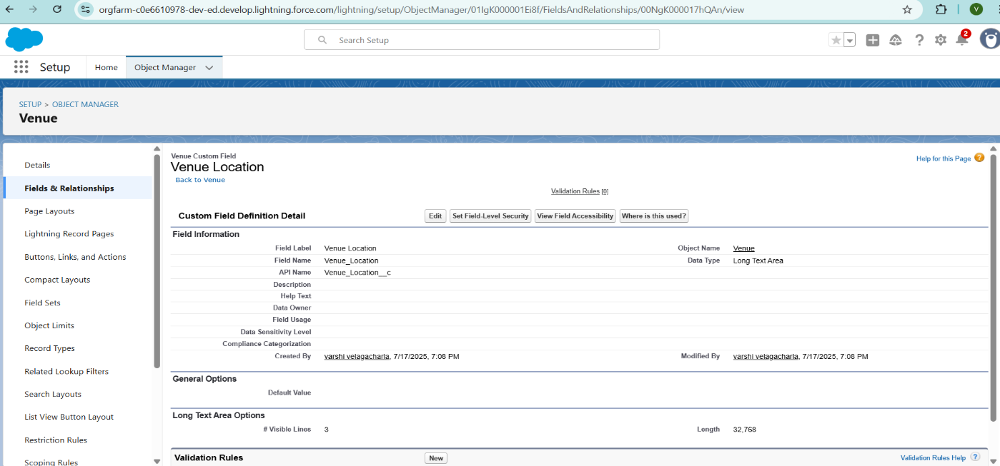 orgfarm-c0e6610978-dev-ed.develop.lightning.force.com/lightning/setup/ObjectManager/01IgK000001Ei8f/FieldsAndRelationships/00NgK000017hQAn/view
V
Search Setup
2
Setup Home Object Manager
SETUP > OBJECT MANAGER
Venue
Details
Fields & Relationships
Page Layouts
Lightning Record Pages
Buttons, Links, and Actions
Compact Layouts
Field Sets
Object Limits
Record Types
Related Lookup Filters
Search Layouts
List View Button Layout
Restriction Rules
Scoping Rules
Venue Custom Field
Venue Location
Help for this Page ?
Back to Venue
Validation Rules [0]
Custom Field Definition Detail Edit Set Field-Level Security View Field Accessibility Where is this used?
Field Information
Field Label Venue Location Object Name Venue
Field Name Venue_Location Data Type Long Text Area
API Name Venue_Location__c
Description
Help Text
Data Owner
Field Usage
Data Sensitivity Level
Compliance Categorization
Created By varshi velagacharla, 7/17/2025, 7:08 PM Modified By varshi velagacharla, 7/17/2025, 7:08 PM
General Options
Default Value
Long Text Area Options
# Visible Lines 3 Length 32,768
Validation Rules New Validation Rules Help ?